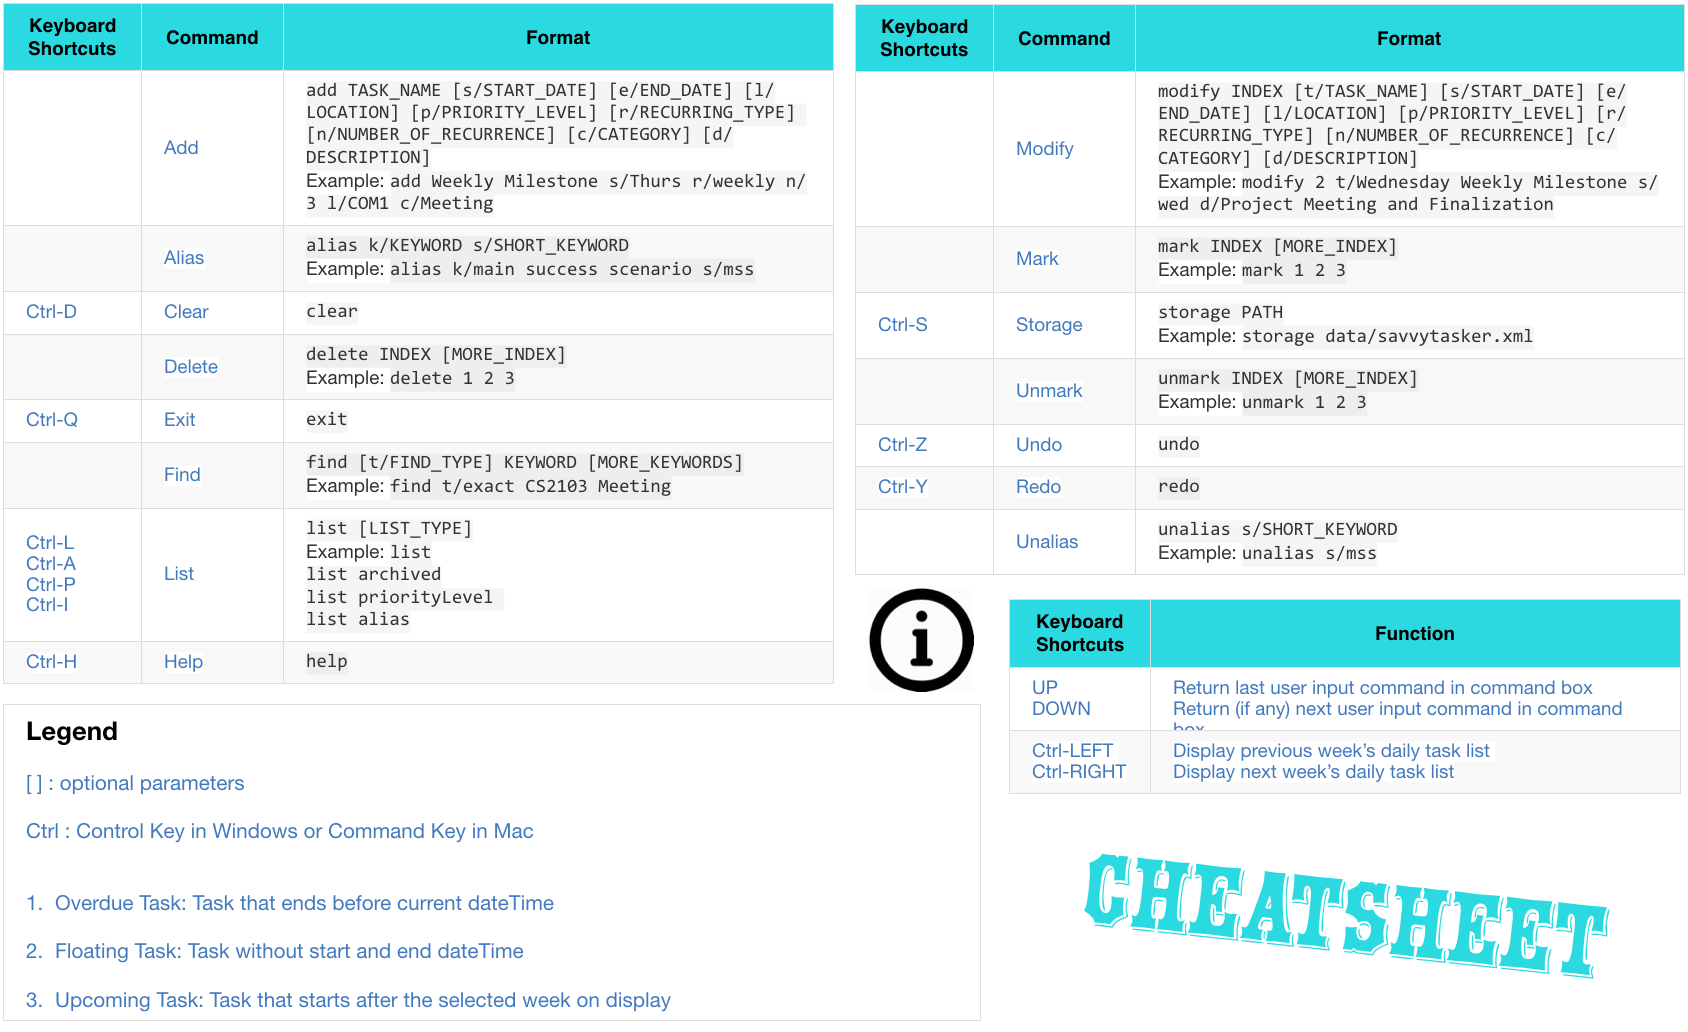 Keyboard Shortcuts Command Format
Add
add TASK_NAME [s/START_DATE] [e/END_DATE] [l/
LOCATION] [p/PRIORITY_LEVEL] [r/RECURRING_TYPE]
[n/NUMBER_OF_RECURRENCE] [c/CATEGORY] [d/
DESCRIPTION]
Example: add Weekly Milestone s/Thurs r/weekly n/
3 l/COM1 c/Meeting
Alias
alias k/KEYWORD s/SHORT_KEYWORD
Example: alias k/main success scenario s/mss
Ctrl-D Clear clear
Delete
delete INDEX [MORE_INDEX]
Example: delete 1 2 3
Ctrl-Q Exit exit
Find
find [t/FIND_TYPE] KEYWORD [MORE_KEYWORDS]
Example: find t/exact CS2103 Meeting
Ctrl-L
Ctrl-A
Ctrl-P
Ctrl-I
List
list [LIST_TYPE]
Example: list
list archived
list priorityLevel
list alias
Ctrl-H Help help
Keyboard Shortcuts Command Format
Modify
modify INDEX [t/TASK_NAME] [s/START_DATE] [e/
END_DATE] [l/LOCATION] [p/PRIORITY_LEVEL] [r/
RECURRING_TYPE] [n/NUMBER_OF_RECURRENCE] [c/
CATEGORY] [d/DESCRIPTION]
Example: modify 2 t/Wednesday Weekly Milestone s/
wed d/Project Meeting and Finalization
Mark
mark INDEX [MORE_INDEX]
Example: mark 1 2 3
Ctrl-S Storage
storage PATH
Example: storage data/savvytasker.xml
Unmark
unmark INDEX [MORE_INDEX]
Example: unmark 1 2 3
Ctrl-Z Undo undo
Ctrl-Y Redo redo
Unalias
unalias s/SHORT_KEYWORD
Example: unalias s/mss
Keyboard Shortcuts Function
UP Return last user input command in command box
DOWN Return (if any) next user input command in command
box
Ctrl-LEFT Display previous week's daily task list
Ctrl-RIGHT Display next week's daily task list
Legend
[ ] : optional parameters
Ctrl : Control Key in Windows or Command Key in Mac
1. Overdue Task: Task that ends before current dateTime
2. Floating Task: Task without start and end dateTime
3. Upcoming Task: Task that starts after the selected week on display
CHEATSHEET